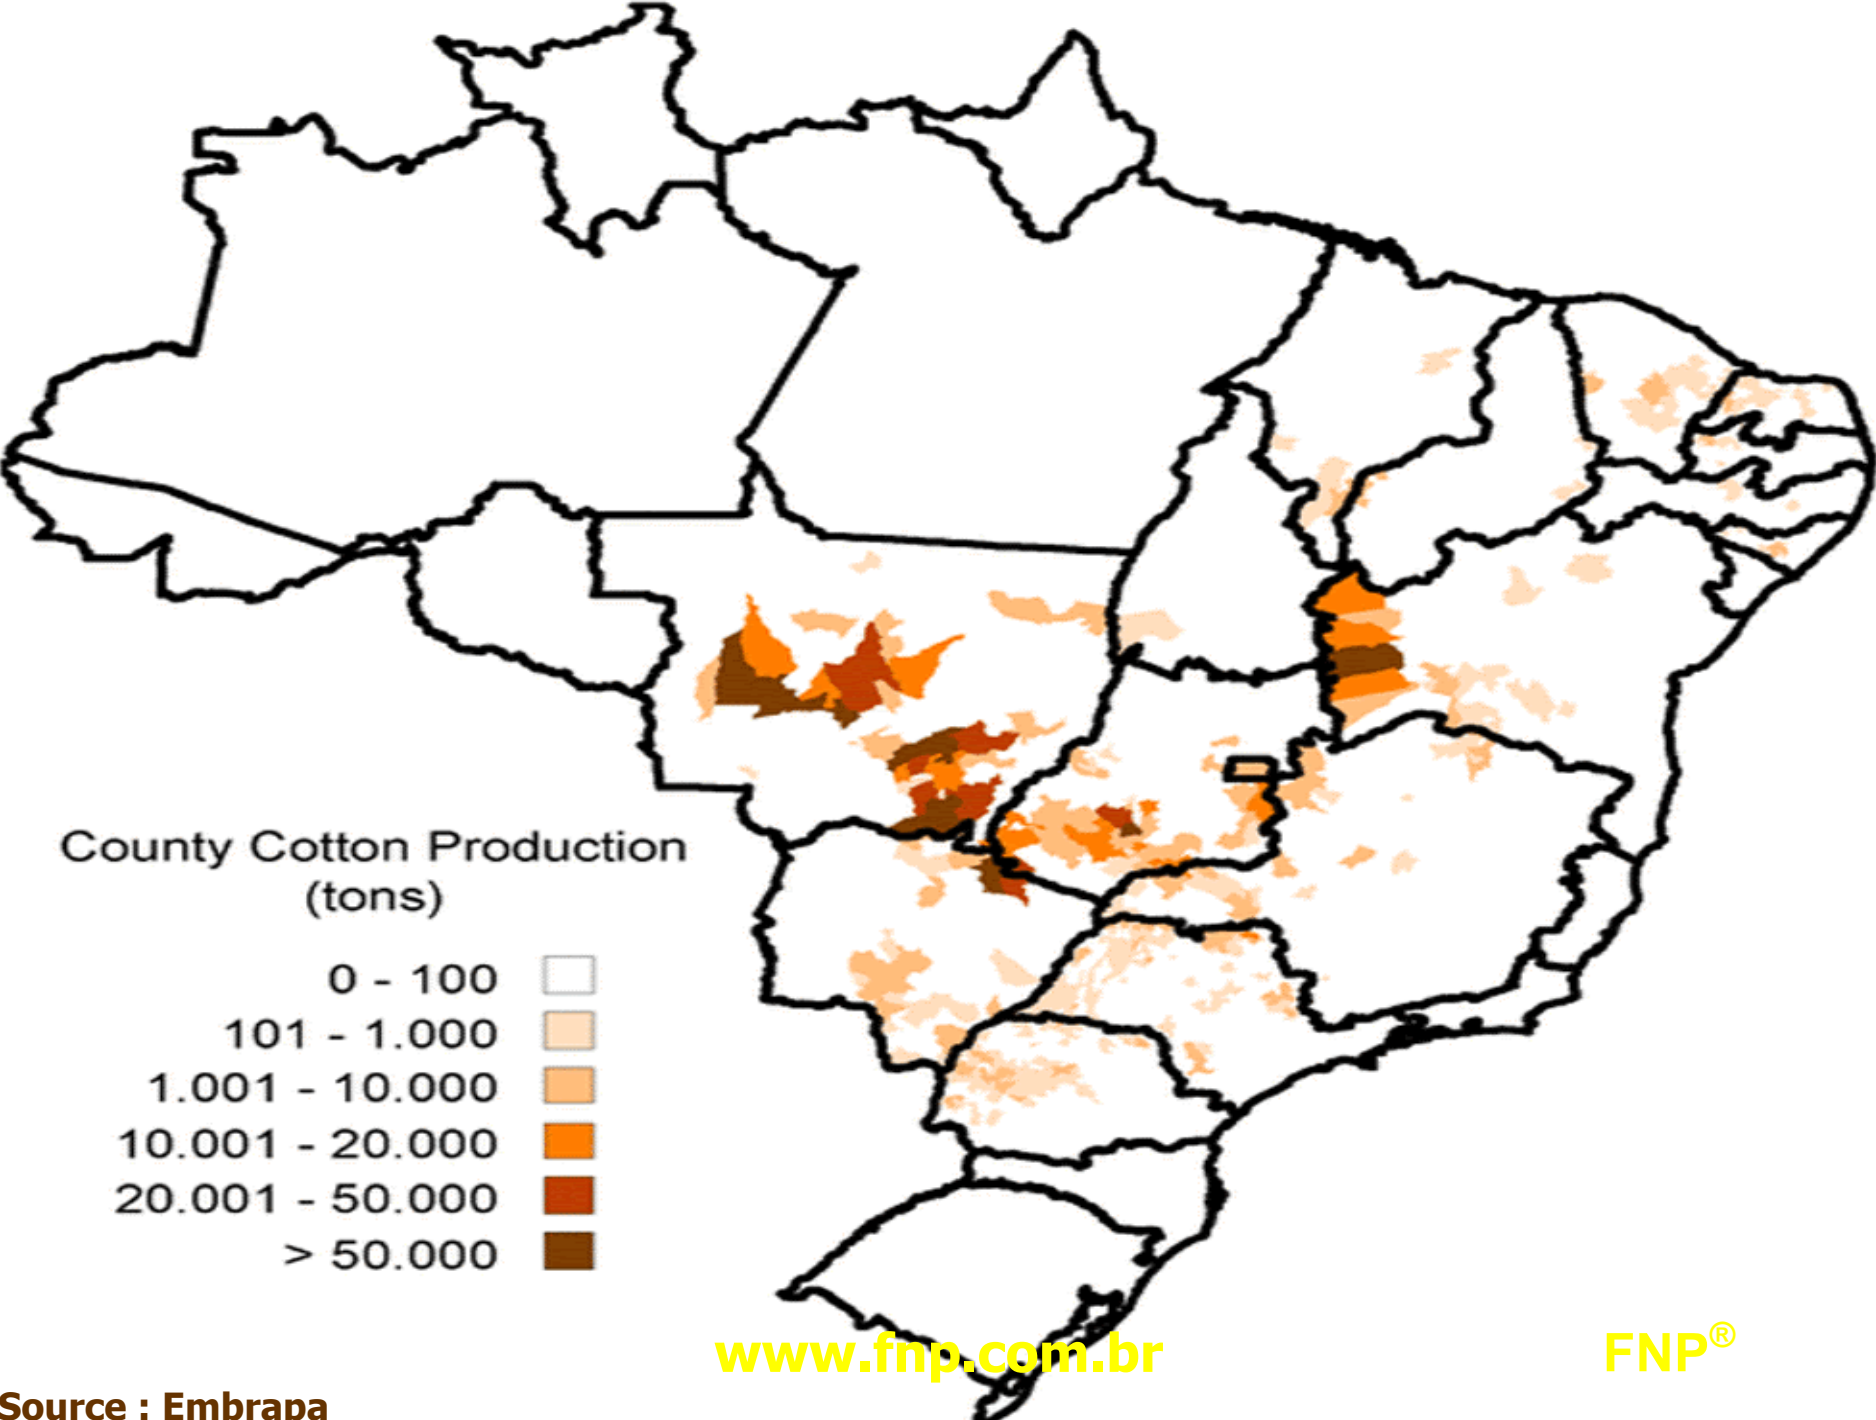 County Cotton Production
(tons)
0 - 100
101 - 1.000
1.001 - 10.000
10.001 - 20.000
20.001 - 50.000
> 50.000
www.fnp.com.br
FNP®
Source : Embrapa